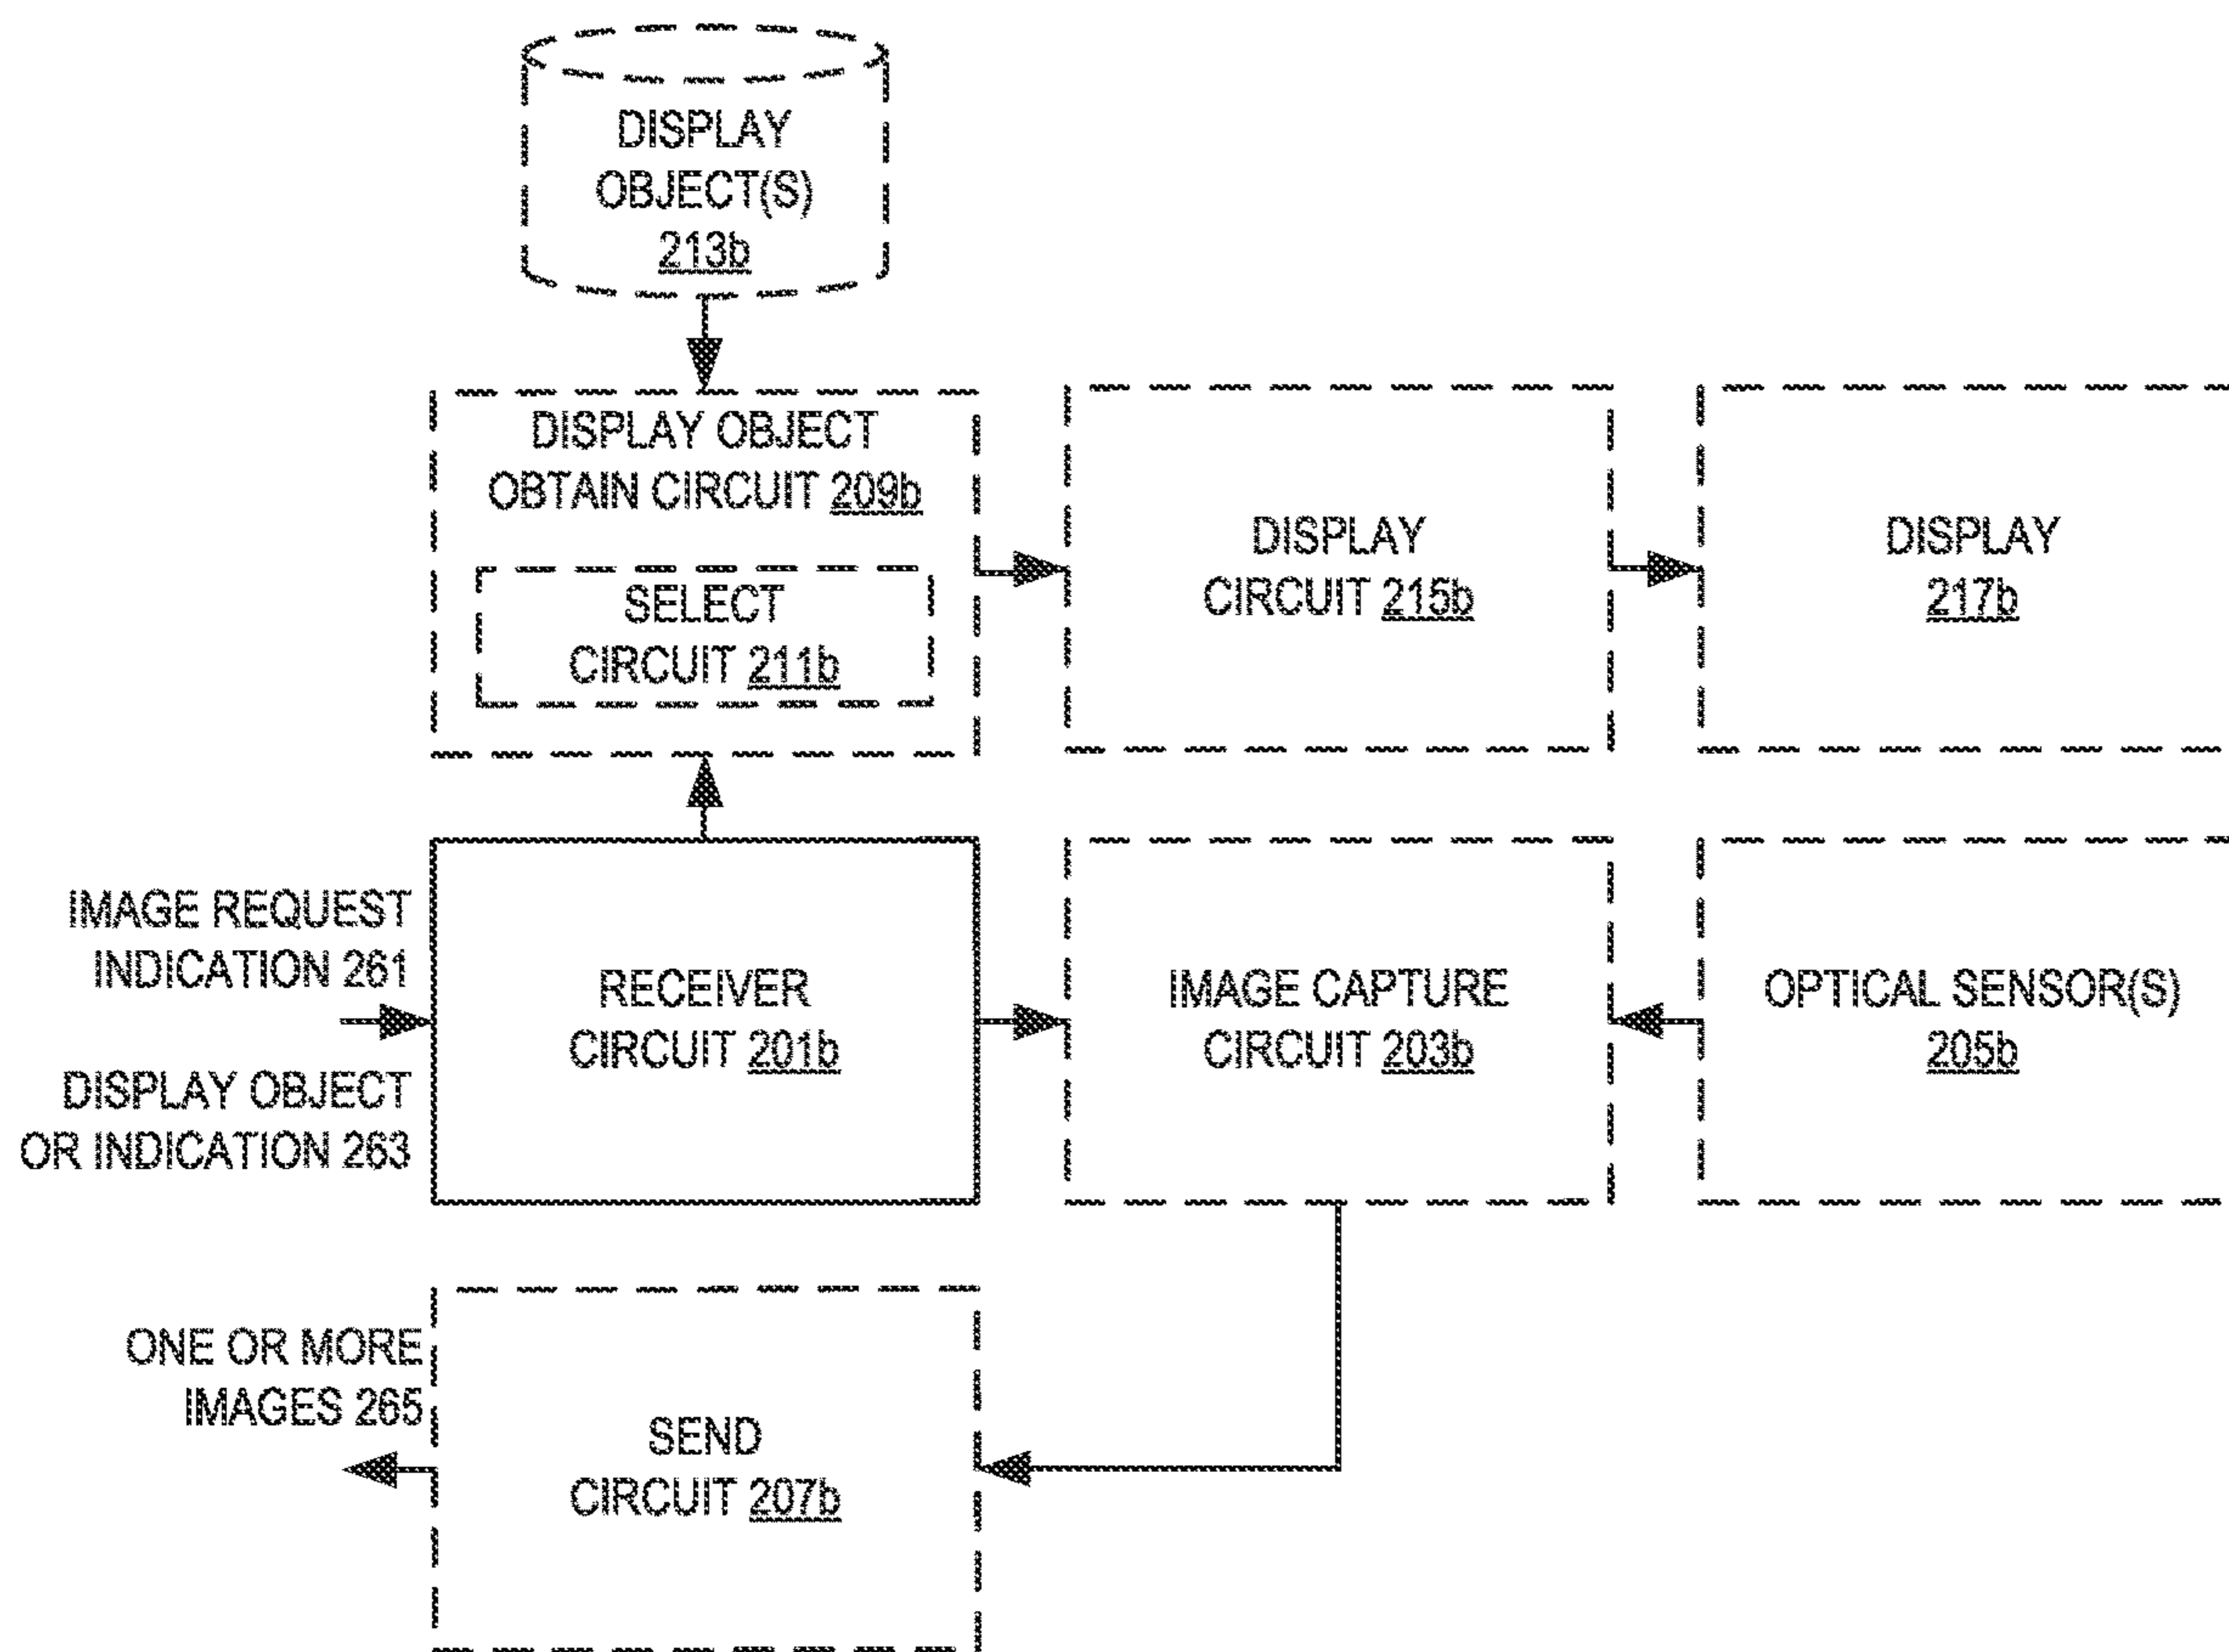 DISPLAY
OBJECT(S)
213b
DISPLAY OBJECT
OBTAIN CIRCUIT 209b
SELECT
CIRCUIT 211b
DISPLAY
CIRCUIT 215b
DISPLAY
217b
IMAGE REQUEST
INDICATION 261
DISPLAY OBJECT
OR INDICATION 263
RECEIVER
CIRCUIT 201b
IMAGE CAPTURE
CIRCUIT 203b
OPTICAL SENSOR(S)
205b
ONE OR MORE
IMAGES 265
SEND
CIRCUIT 207b